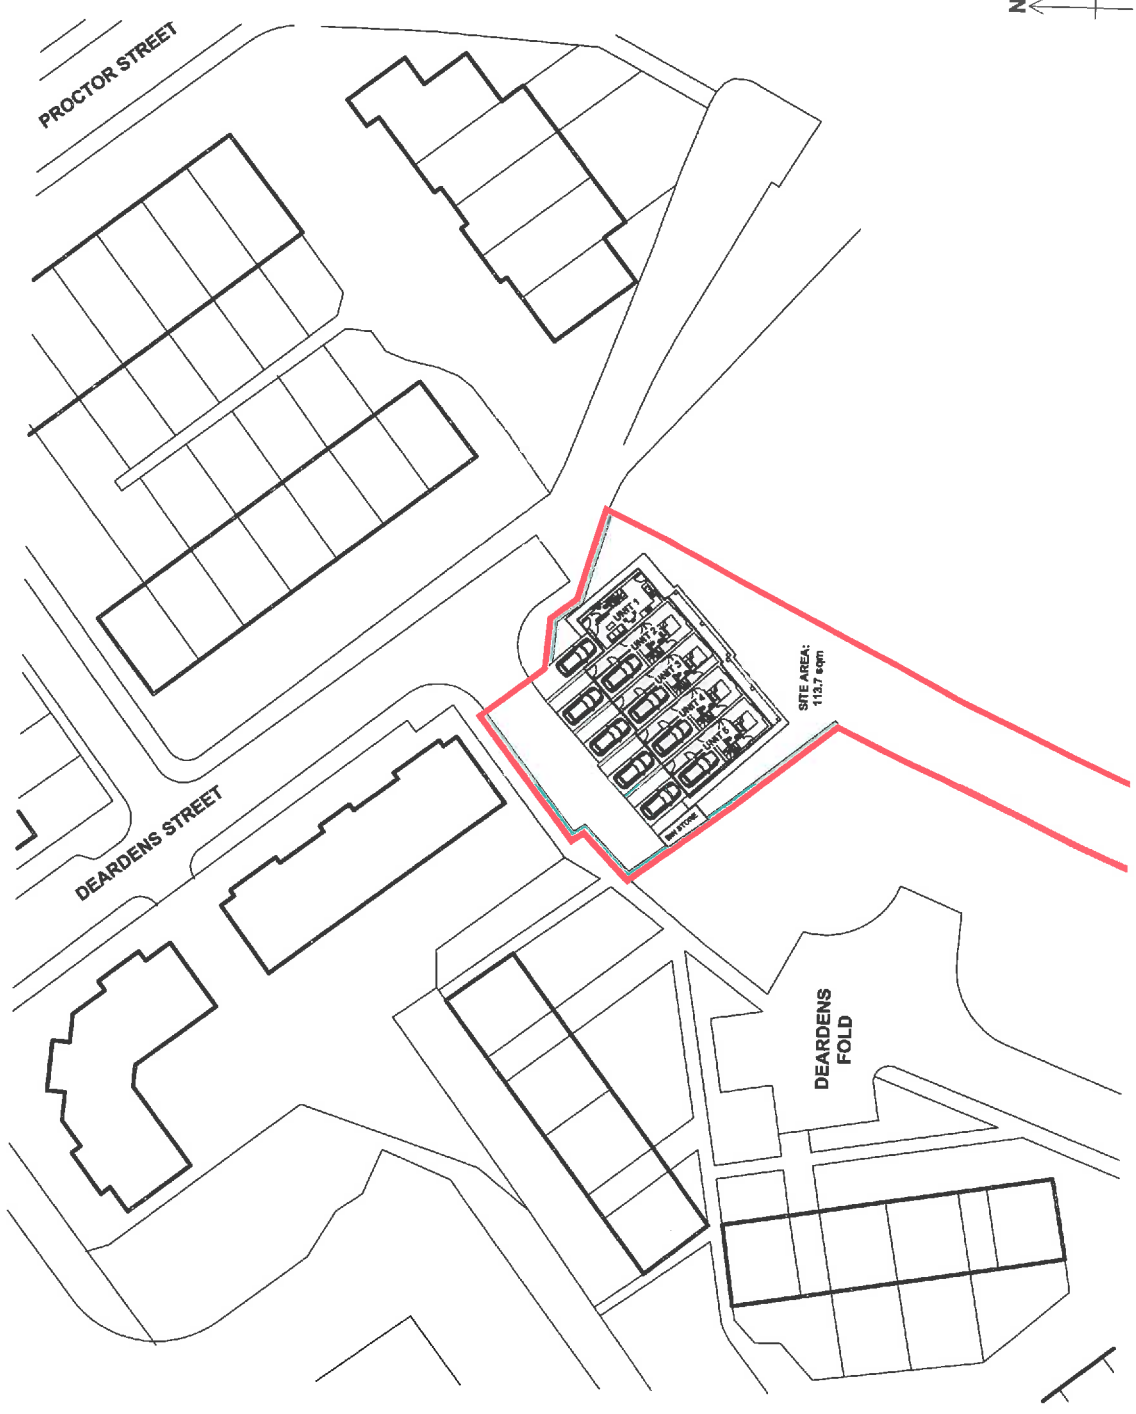 N
PROCTOR STREET
UNIT 1
UNIT 2
UNIT 3
UNIT 4
UNIT 5
SITE AREA:
113.7 sqm
BIN STORE
DEARDENS STREET
DEARDENS
FOLD